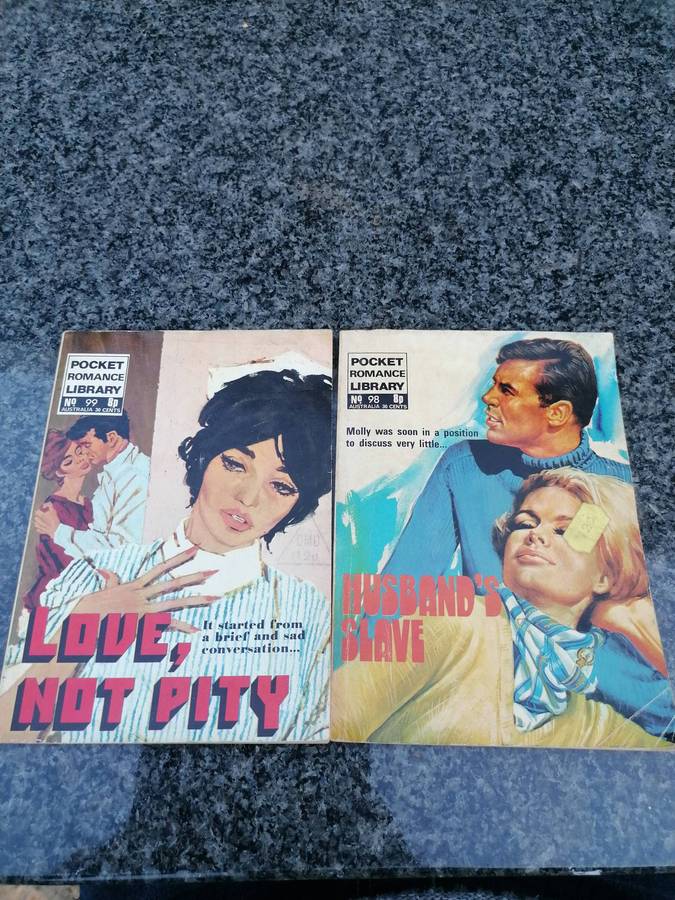 POCKET
ROMANCE
LIBRARY
No 99 8p
AUSTRALIA 30 CENTS
It started from
a brief and sad
conversation...
LOVE,
NOT PITY
POCKET
ROMANCE
LIBRARY
No 98 8p
AUSTRALIA 30 CENTS
Molly was soon in a position
to discuss very little...
HUSBAND'S
SLAVE